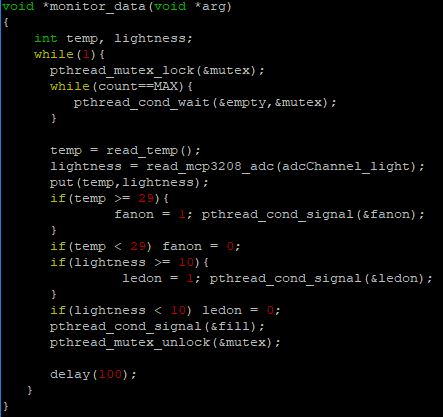 void *monitor_data(void *arg)
{
    int temp, lightness;
    while(1){
      pthread_mutex_lock(&mutex);
      while(count==MAX){
         pthread_cond_wait(&empty,&mutex);
      }

      temp = read_temp();
      lightness = read_mcp3208_adc(adcChannel_light);
      put(temp,lightness);
      if(temp >= 29){
              fanon = 1; pthread_cond_signal(&fanon);
      }
      if(temp < 29) fanon = 0;
      if(lightness >= 10){
               ledon = 1; pthread_cond_signal(&ledon);
      }
      if(lightness < 10) ledon = 0;
      pthread_cond_signal(&fill);
      pthread_mutex_unlock(&mutex);

      delay(100);
   }
}